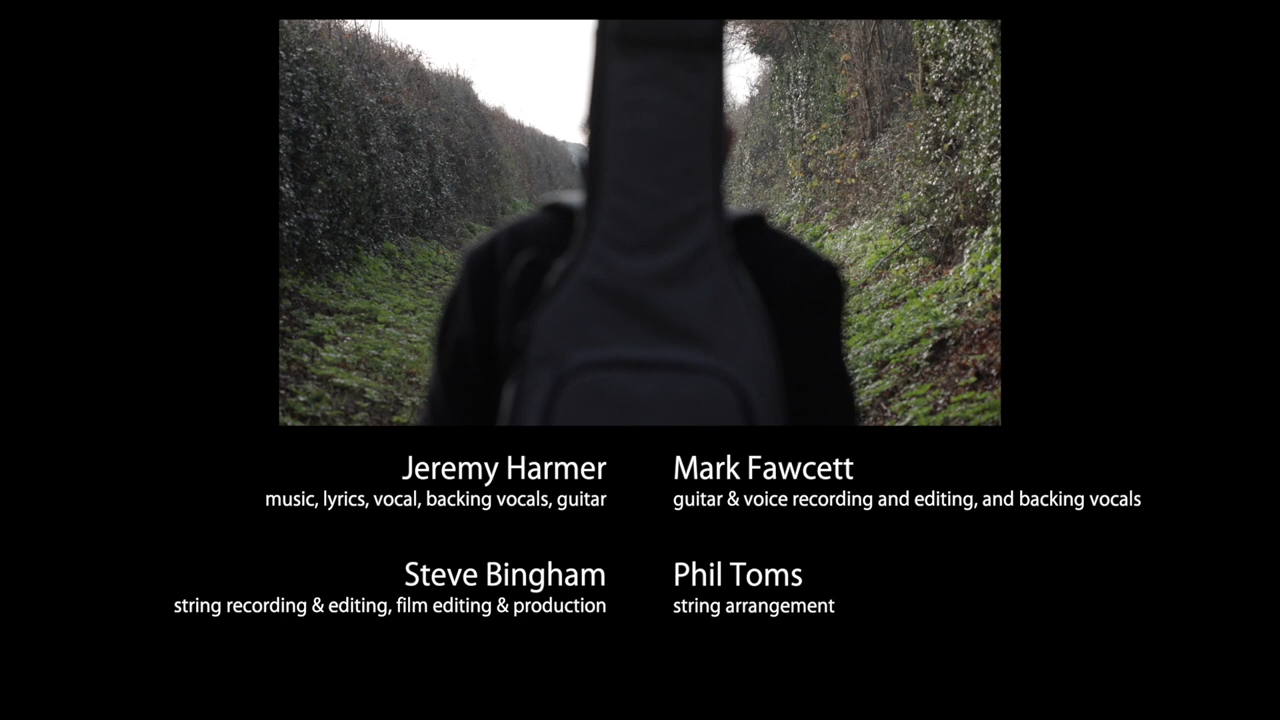 Jeremy Harmer
music, lyrics, vocal, backing vocals, guitar
Mark Fawcett
guitar & voice recording and editing, and backing vocals
Steve Bingham
string recording & editing, film editing & production
Phil Toms
string arrangement